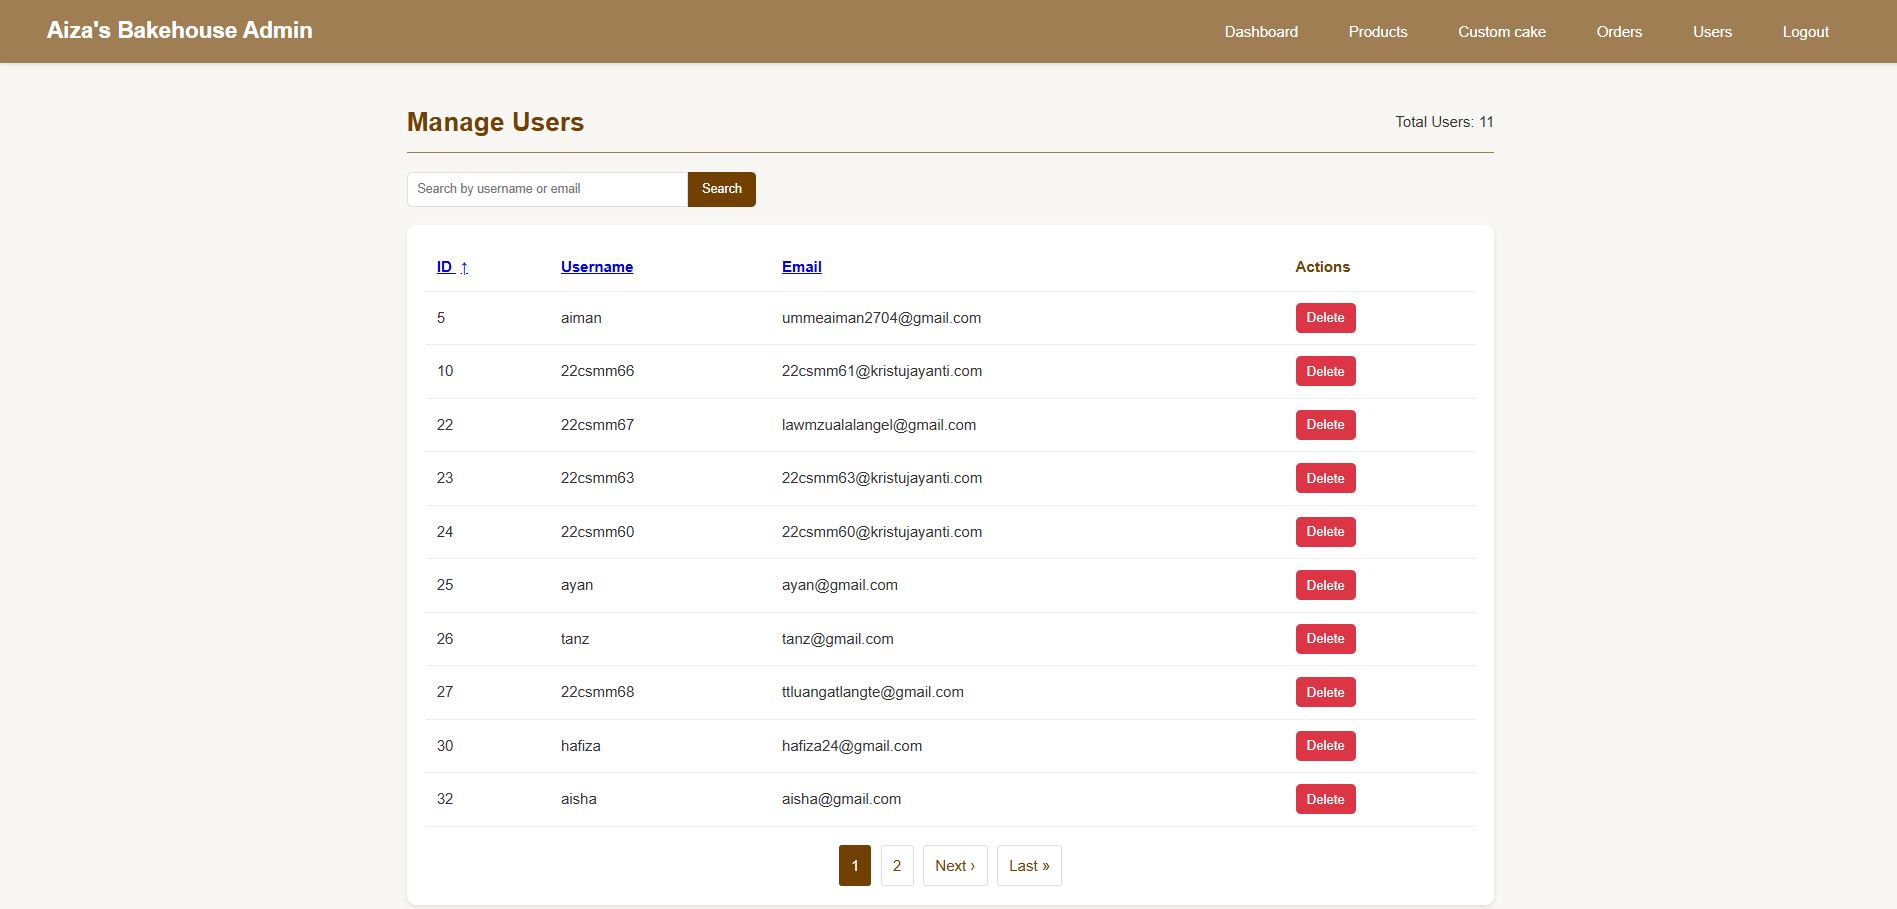 Aiza's Bakehouse Admin Dashboard Products Custom cake Orders Users Logout
Manage Users Total Users: 11
Search by username or email Search
ID ↑ Username Email Actions
5 aiman ummeaiman2704@gmail.com Delete
10 22csmm66 22csmm61@kristujayanti.com Delete
22 22csmm67 lawmzualalangel@gmail.com Delete
23 22csmm63 22csmm63@kristujayanti.com Delete
24 22csmm60 22csmm60@kristujayanti.com Delete
25 ayan ayan@gmail.com Delete
26 tanz tanz@gmail.com Delete
27 22csmm68 ttluangatlangte@gmail.com Delete
30 hafiza hafiza24@gmail.com Delete
32 aisha aisha@gmail.com Delete
1 2 Next › Last »